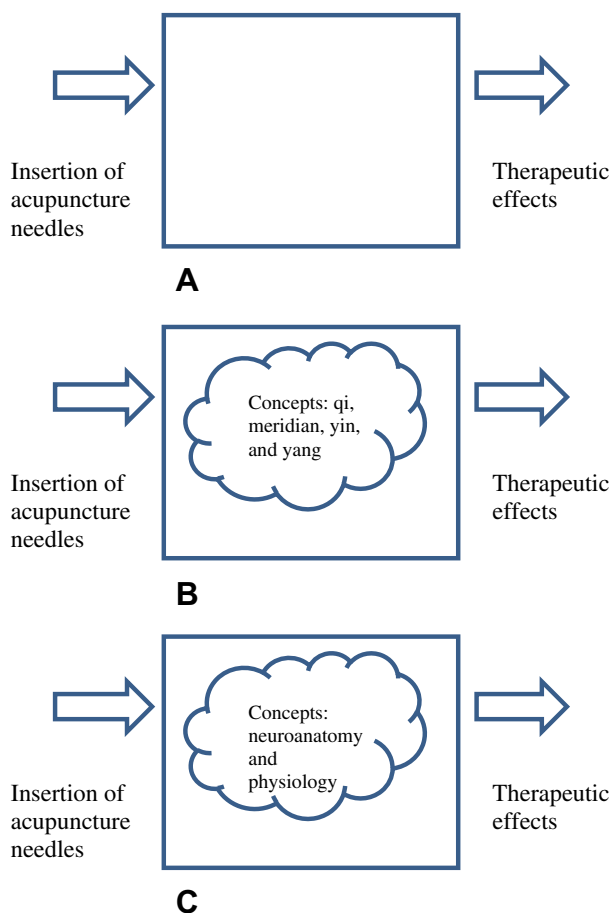 Insertion of
acupuncture
needles
Therapeutic
effects
A
Concepts: qi,
meridian, yin,
and yang
Insertion of
acupuncture
needles
Therapeutic
effects
B
Concepts:
neuroanatomy
and
physiology
Insertion of
acupuncture
needles
Therapeutic
effects
C